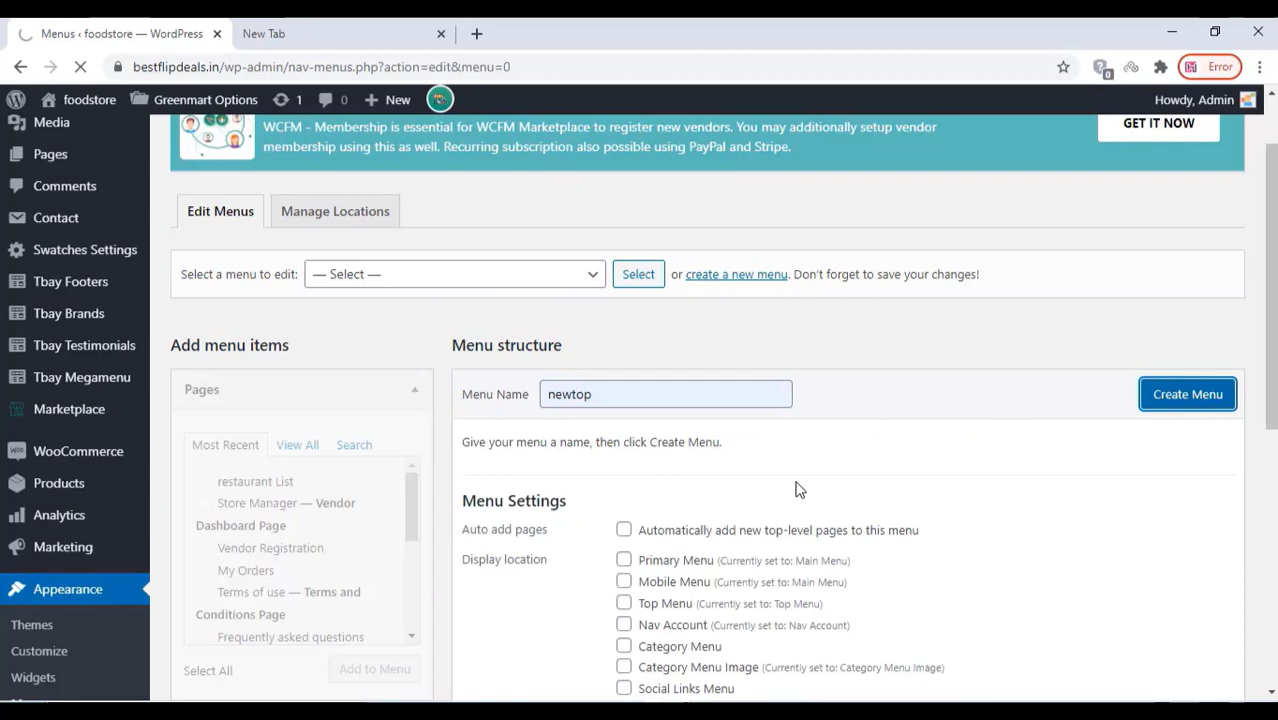 Menus ‹ foodstore — WordPress
New Tab
bestflipdeals.in/wp-admin/nav-menus.php?action=edit&menu=0
0
Error
foodstore
Greenmart Options
1
0
New
Howdy, Admin
Media
Pages
Comments
Contact
Swatches Settings
Tbay Footers
Tbay Brands
Tbay Testimonials
Tbay Megamenu
Marketplace
WooCommerce
Products
Analytics
Marketing
Appearance
Themes
Customize
Widgets
WCFM - Membership is essential for WCFM Marketplace to register new vendors. You may additionally setup vendor
membership using this as well. Recurring subscription also possible using PayPal and Stripe.
GET IT NOW
Edit Menus
Manage Locations
Select a menu to edit:
— Select —
Select
or create a new menu. Don't forget to save your changes!
Add menu items
Pages
Most Recent
View All
Search
restaurant List
Store Manager — Vendor
Dashboard Page
Vendor Registration
My Orders
Terms of use — Terms and
Conditions Page
Frequently asked questions
Select All
Add to Menu
Menu structure
Menu Name
newtop
Create Menu
Give your menu a name, then click Create Menu.
Menu Settings
Auto add pages
Automatically add new top-level pages to this menu
Display location
Primary Menu (Currently set to: Main Menu)
Mobile Menu (Currently set to: Main Menu)
Top Menu (Currently set to: Top Menu)
Nav Account (Currently set to: Nav Account)
Category Menu
Category Menu Image (Currently set to: Category Menu Image)
Social Links Menu